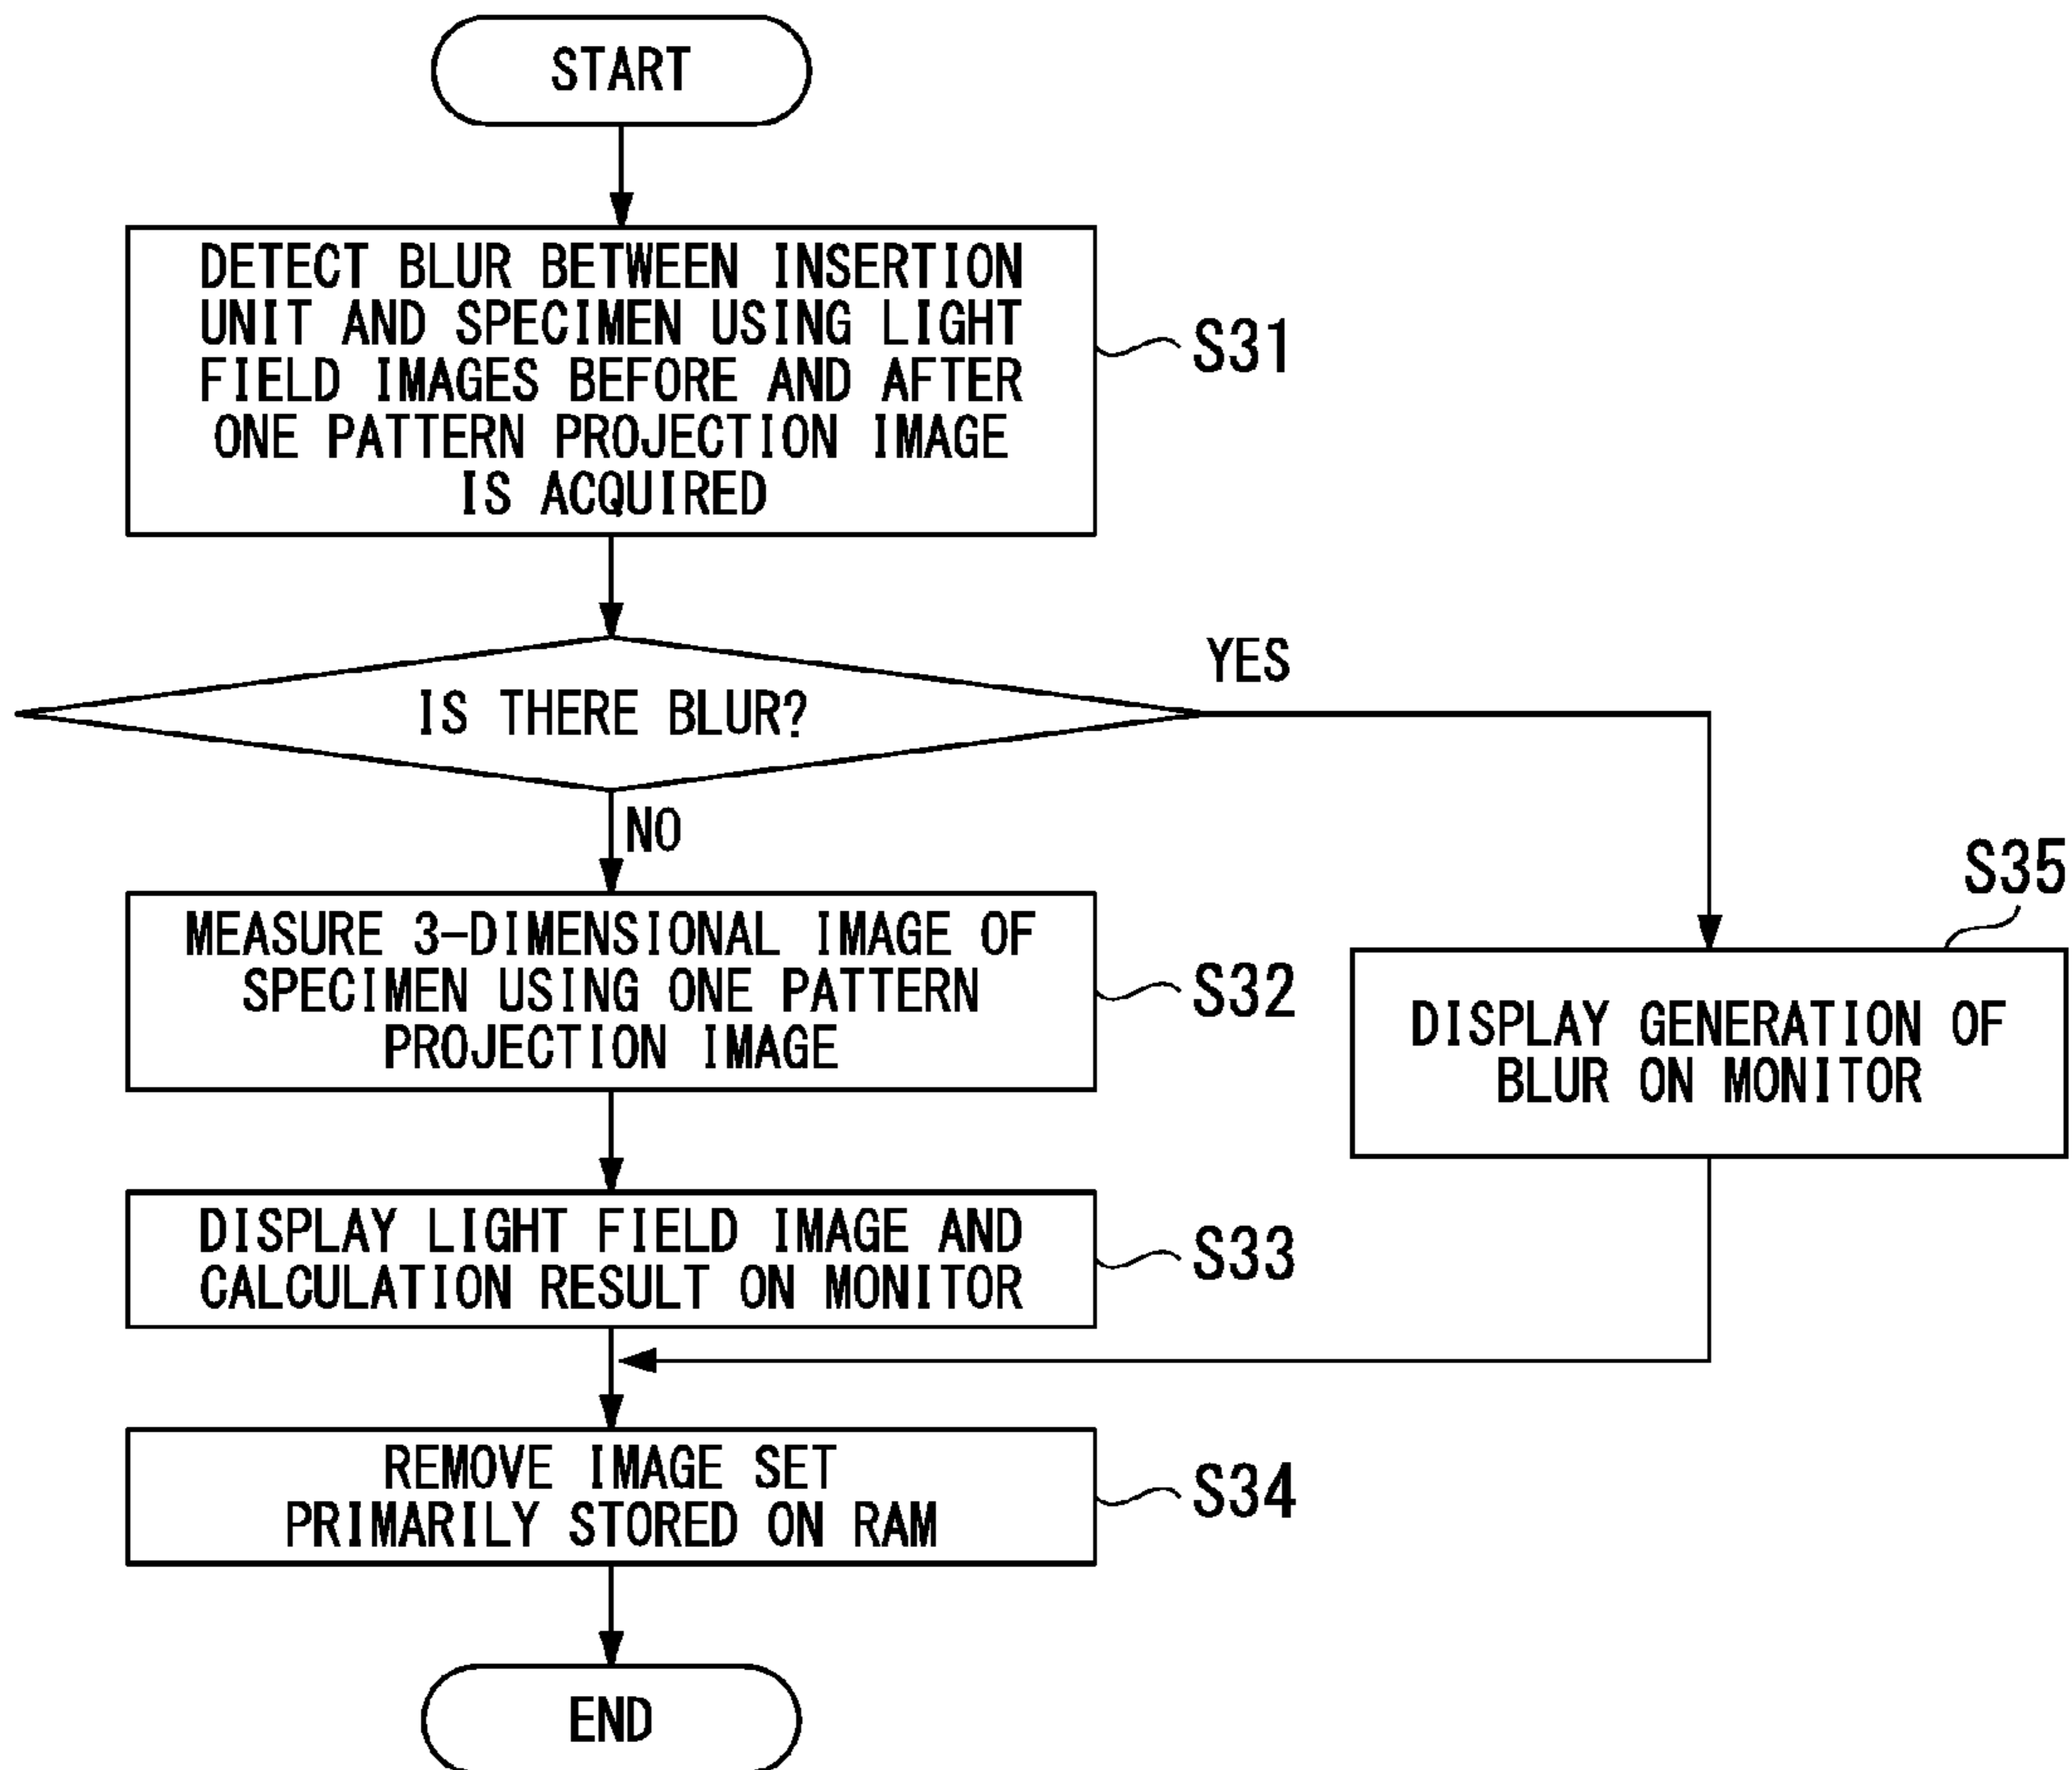 START
DETECT BLUR BETWEEN INSERTION
UNIT AND SPECIMEN USING LIGHT
FIELD IMAGES BEFORE AND AFTER
ONE PATTERN PROJECTION IMAGE
IS ACQUIRED
S31
IS THERE BLUR?
YES
NO
MEASURE 3-DIMENSIONAL IMAGE OF
SPECIMEN USING ONE PATTERN
PROJECTION IMAGE
S32
S35
DISPLAY GENERATION OF
BLUR ON MONITOR
DISPLAY LIGHT FIELD IMAGE AND
CALCULATION RESULT ON MONITOR
S33
REMOVE IMAGE SET
PRIMARILY STORED ON RAM
S34
END